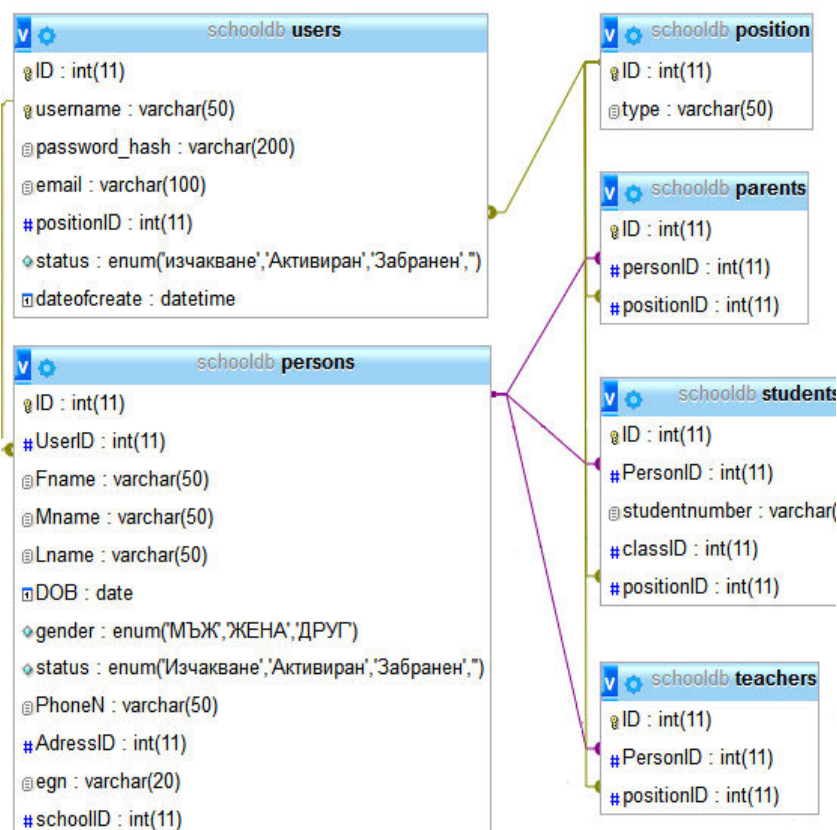 schooldb users
ID : int(11)
username : varchar(50)
password_hash : varchar(200)
email : varchar(100)
positionID : int(11)
status : enum('изчакване','Активиран','Забранен','')
dateofcreate : datetime
schooldb persons
ID : int(11)
UserID : int(11)
Fname : varchar(50)
Mname : varchar(50)
Lname : varchar(50)
DOB : date
gender : enum('МЪЖ','ЖЕНА','ДРУГ')
status : enum('Изчакване','Активиран','Забранен','')
PhoneN : varchar(50)
AdressID : int(11)
egn : varchar(20)
schoolID : int(11)
schooldb position
ID : int(11)
type : varchar(50)
schooldb parents
ID : int(11)
personID : int(11)
positionID : int(11)
schooldb students
ID : int(11)
PersonID : int(11)
studentnumber : varchar(
classID : int(11)
positionID : int(11)
schooldb teachers
ID : int(11)
PersonID : int(11)
positionID : int(11)